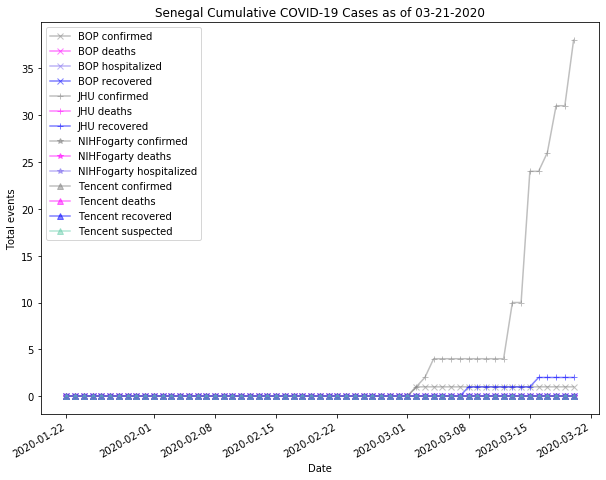 Senegal Cumulative COVID-19 Cases as of 03-21-2020
BOP confirmed
BOP deaths
BOP hospitalized
BOP recovered
JHU confirmed
JHU deaths
JHU recovered
NIHFogarty confirmed
NIHFogarty deaths
NIHFogarty hospitalized
Tencent confirmed
Tencent deaths
Tencent recovered
Tencent suspected
Total events
35
30
25
20
15
10
5
0
2020-01-22
2020-02-01
2020-02-08
2020-02-15
2020-02-22
2020-03-01
2020-03-08
2020-03-15
2020-03-22
Date